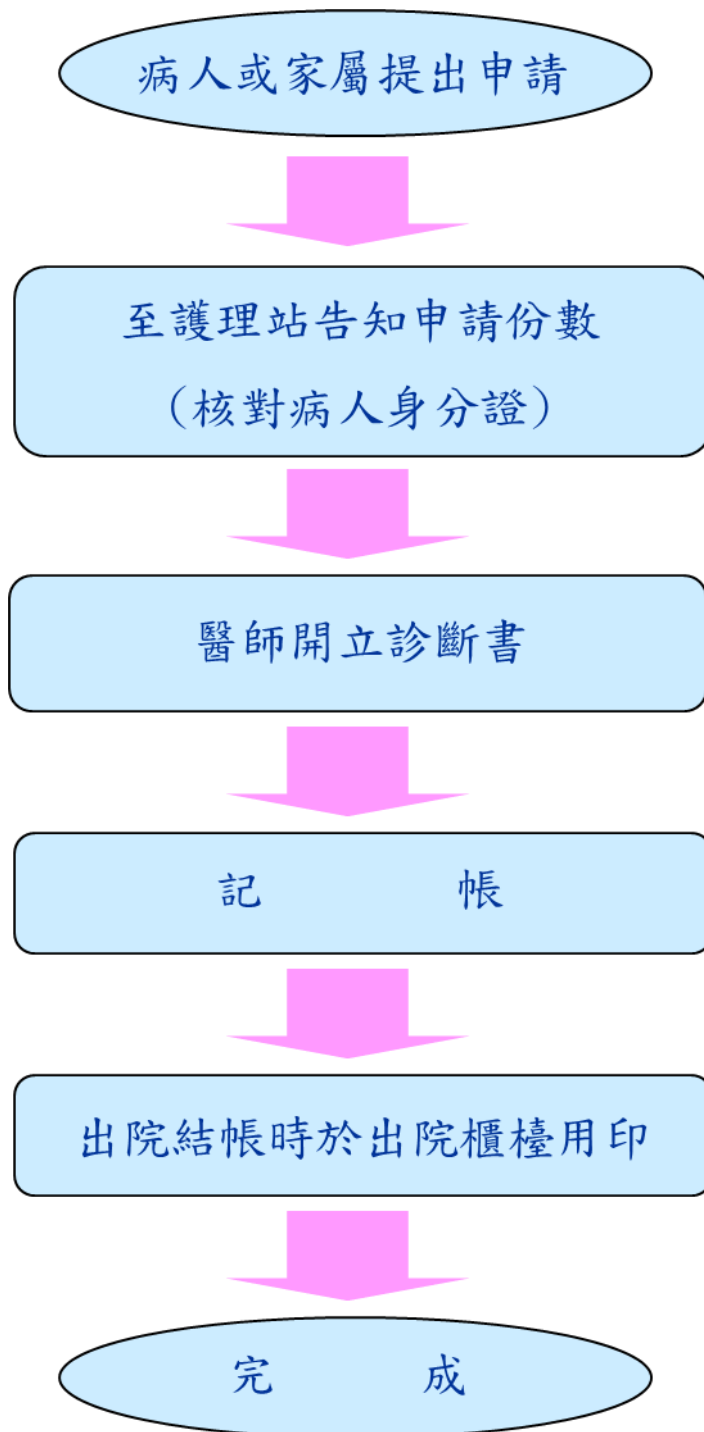 病人或家屬提出申請
至護理站告知申請份數
（核對病人身分證）
醫師開立診斷書
記　　　帳
出院結帳時於出院櫃檯用印
完　　　成